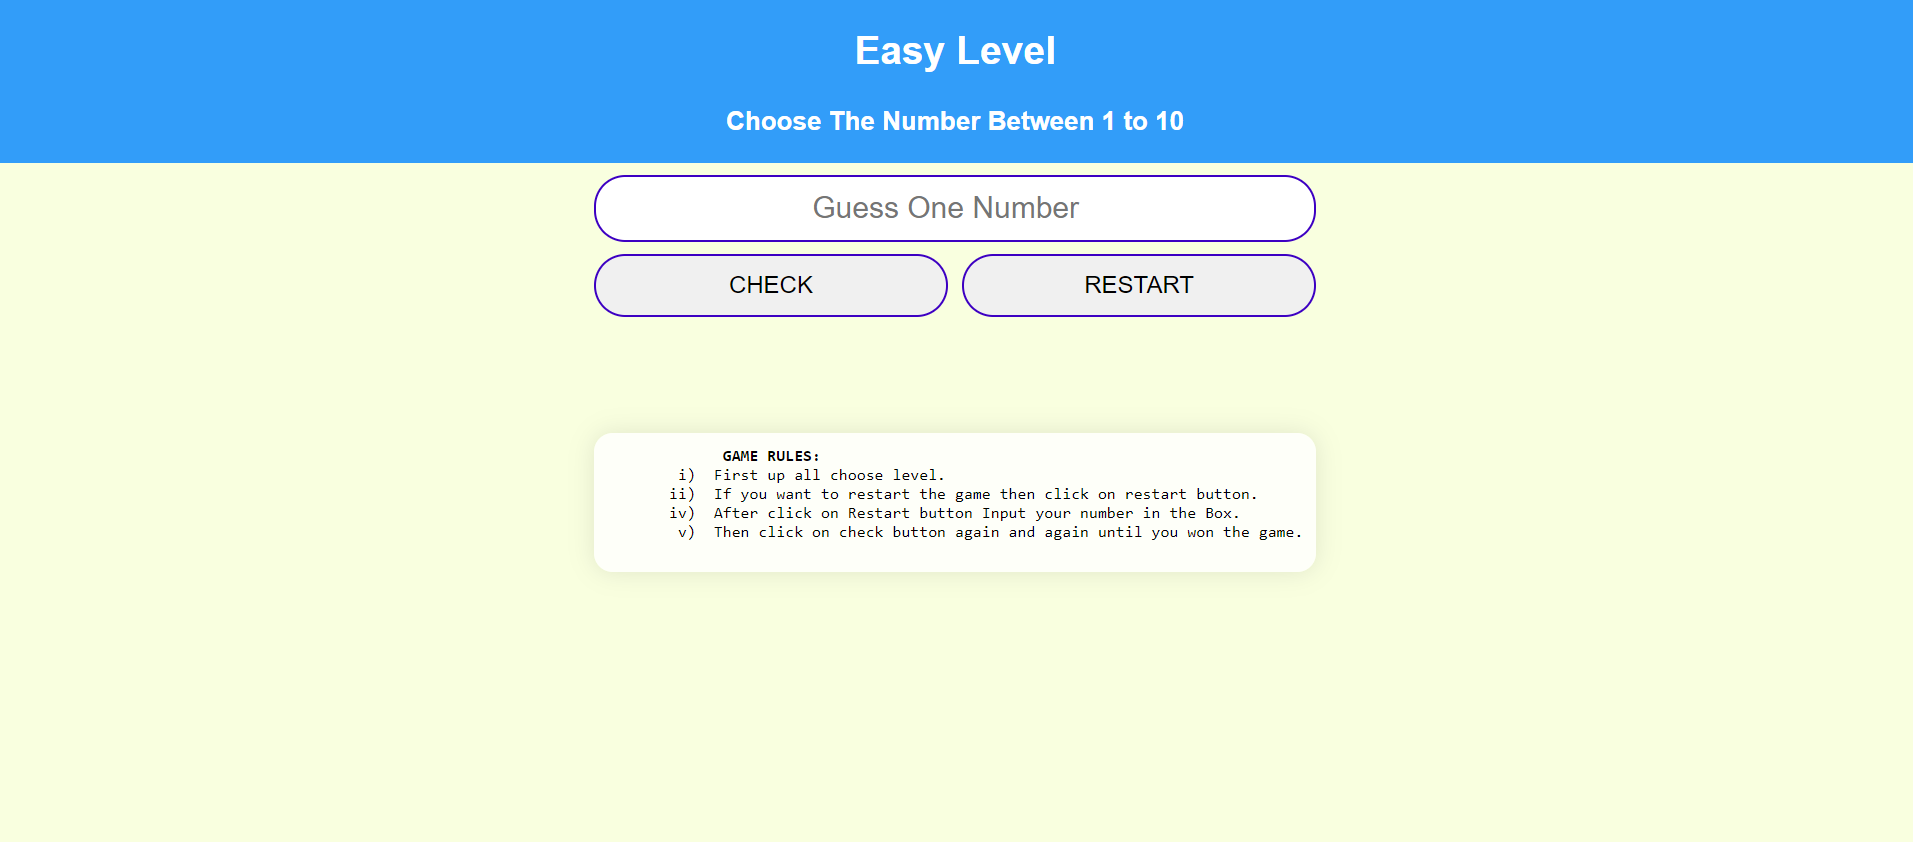 Easy Level
Choose The Number Between 1 to 10
Guess One Number
CHECK
RESTART
GAME RULES:
i) First up all choose level.
ii) If you want to restart the game then click on restart button.
iv) After click on Restart button Input your number in the Box.
v) Then click on check button again and again until you won the game.